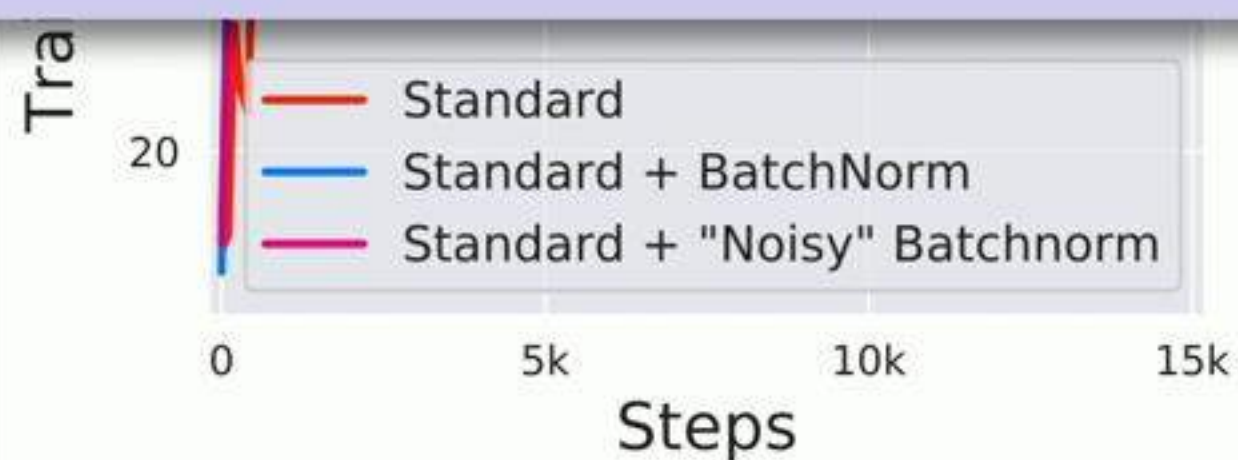 Tra
Standard
20
Standard + BatchNorm
Standard + "Noisy" Batchnorm
0 5k 10k 15k
Steps